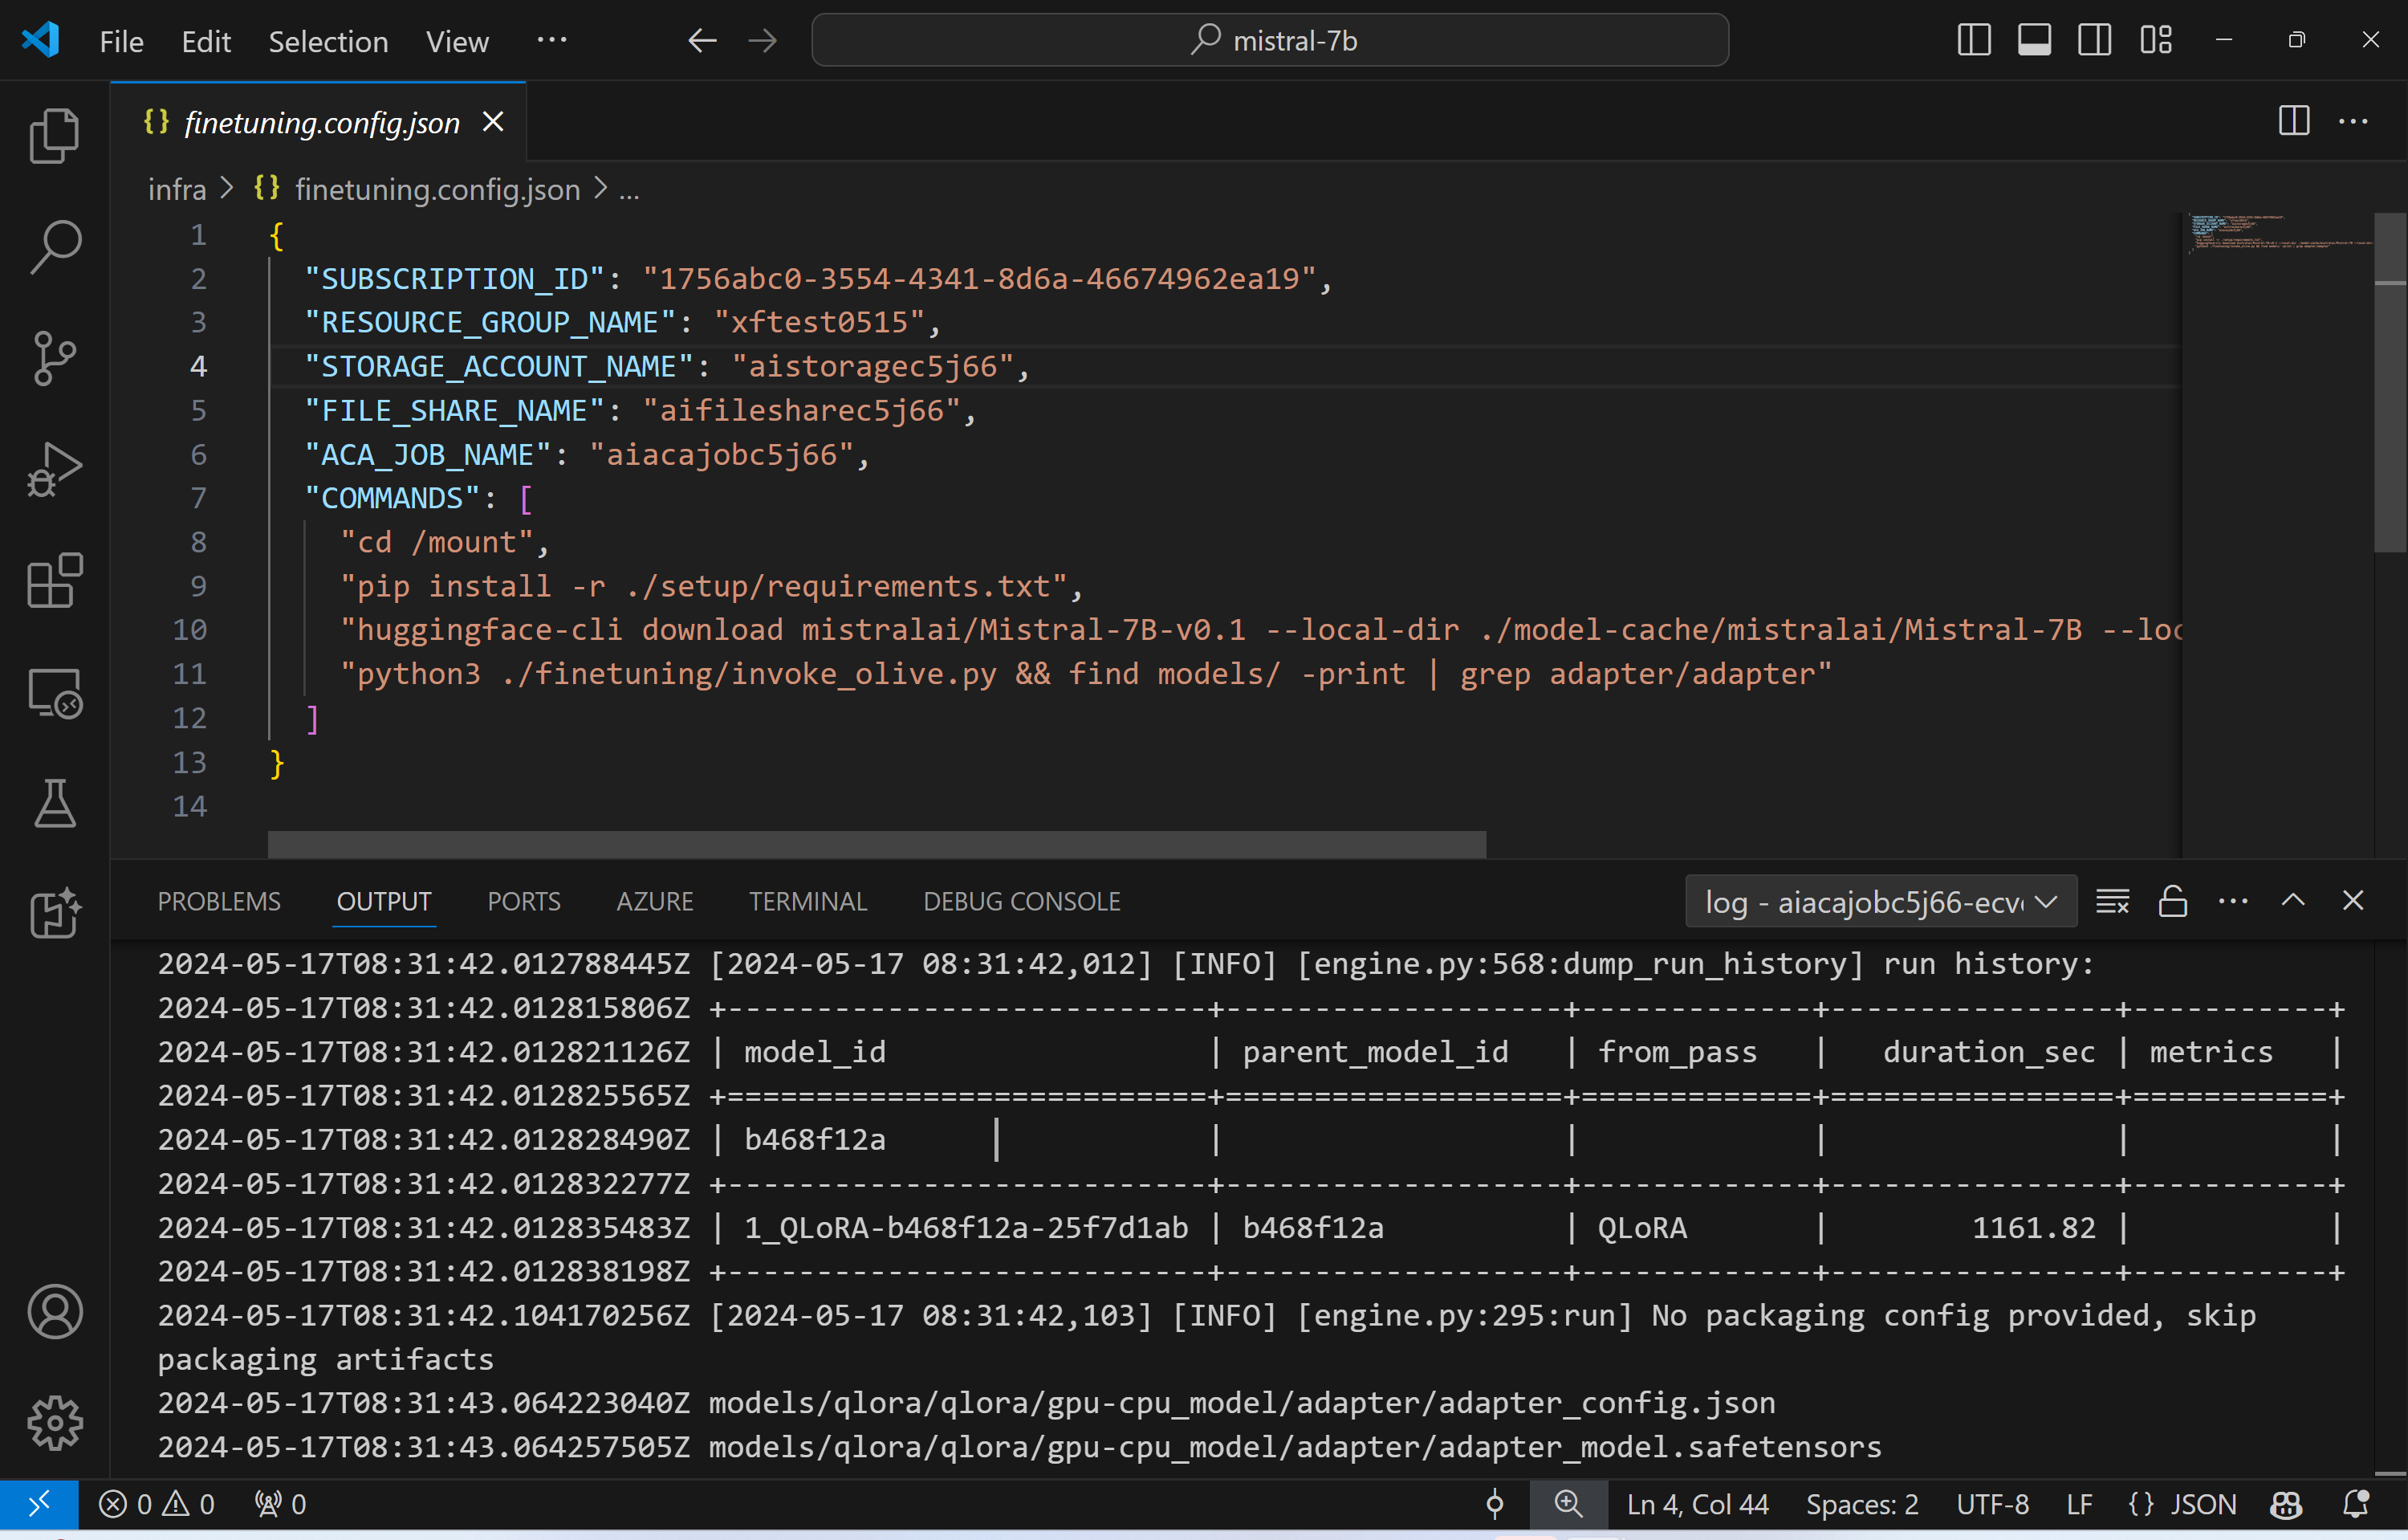 File Edit Selection View ··· mistral-7b
{} finetuning.config.json
infra > {} finetuning.config.json > ...
1 {
2 "SUBSCRIPTION_ID": "1756abc0-3554-4341-8d6a-46674962ea19",
3 "RESOURCE_GROUP_NAME": "xftest0515",
4 "STORAGE_ACCOUNT_NAME": "aistoragec5j66",
5 "FILE_SHARE_NAME": "aifilesharec5j66",
6 "ACA_JOB_NAME": "aiacajobc5j66",
7 "COMMANDS": [
8 "cd /mount",
9 "pip install -r ./setup/requirements.txt",
10 "huggingface-cli download mistralai/Mistral-7B-v0.1 --local-dir ./model-cache/mistralai/Mistral-7B --loc
11 "python3 ./finetuning/invoke_olive.py && find models/ -print | grep adapter/adapter"
12 ]
13 }
14
PROBLEMS OUTPUT PORTS AZURE TERMINAL DEBUG CONSOLE log - aiacajobc5j66-ecv
2024-05-17T08:31:42.012788445Z [2024-05-17 08:31:42,012] [INFO] [engine.py:568:dump_run_history] run history:
2024-05-17T08:31:42.012815806Z +---------------------------+-------------------+-------------+----------------+-----------+
2024-05-17T08:31:42.012821126Z | model_id | parent_model_id | from_pass | duration_sec | metrics |
2024-05-17T08:31:42.012825565Z +===========================+===================+=============+================+===========+
2024-05-17T08:31:42.012828490Z | b468f12a | | | | |
2024-05-17T08:31:42.012832277Z +---------------------------+-------------------+-------------+----------------+-----------+
2024-05-17T08:31:42.012835483Z | 1_QLoRA-b468f12a-25f7d1ab | b468f12a | QLoRA | 1161.82 | |
2024-05-17T08:31:42.012838198Z +---------------------------+-------------------+-------------+----------------+-----------+
2024-05-17T08:31:42.104170256Z [2024-05-17 08:31:42,103] [INFO] [engine.py:295:run] No packaging config provided, skip
packaging artifacts
2024-05-17T08:31:43.064223040Z models/qlora/qlora/gpu-cpu_model/adapter/adapter_config.json
2024-05-17T08:31:43.064257505Z models/qlora/qlora/gpu-cpu_model/adapter/adapter_model.safetensors
0 0 0 Ln 4, Col 44 Spaces: 2 UTF-8 LF {} JSON